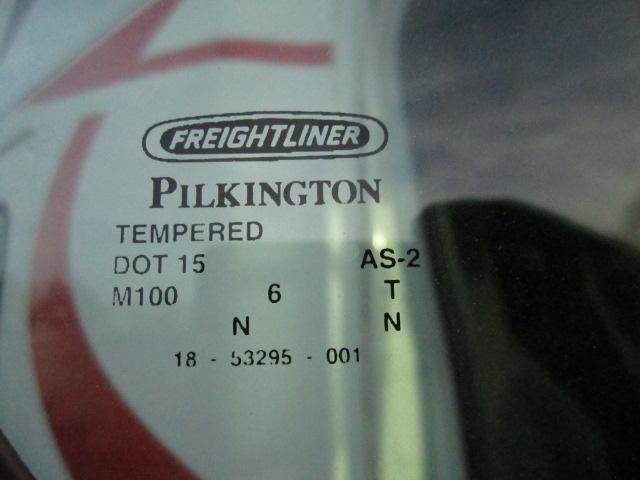 FREIGHTLINER
PILKINGTON
TEMPERED
DOT 15 AS-2
M100 6 T
N N
18 - 53295 - 001